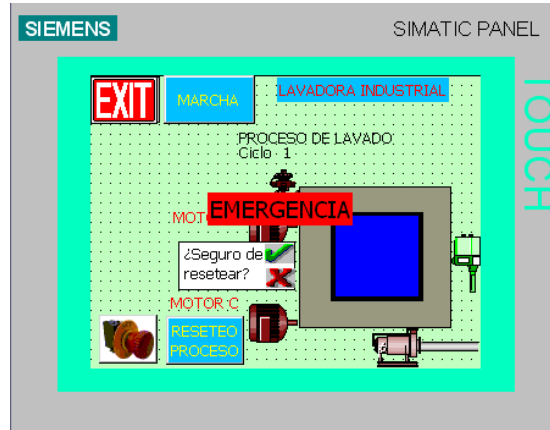 SIEMENS
SIMATIC PANEL
TOUCH
EXIT
MARCHA
LAVADORA INDUSTRIAL
PROCESO DE LAVADO
Ciclo 1
EMERGENCIA
¿Seguro de
resetear?
MOTOR C
RESETEO
PROCESO